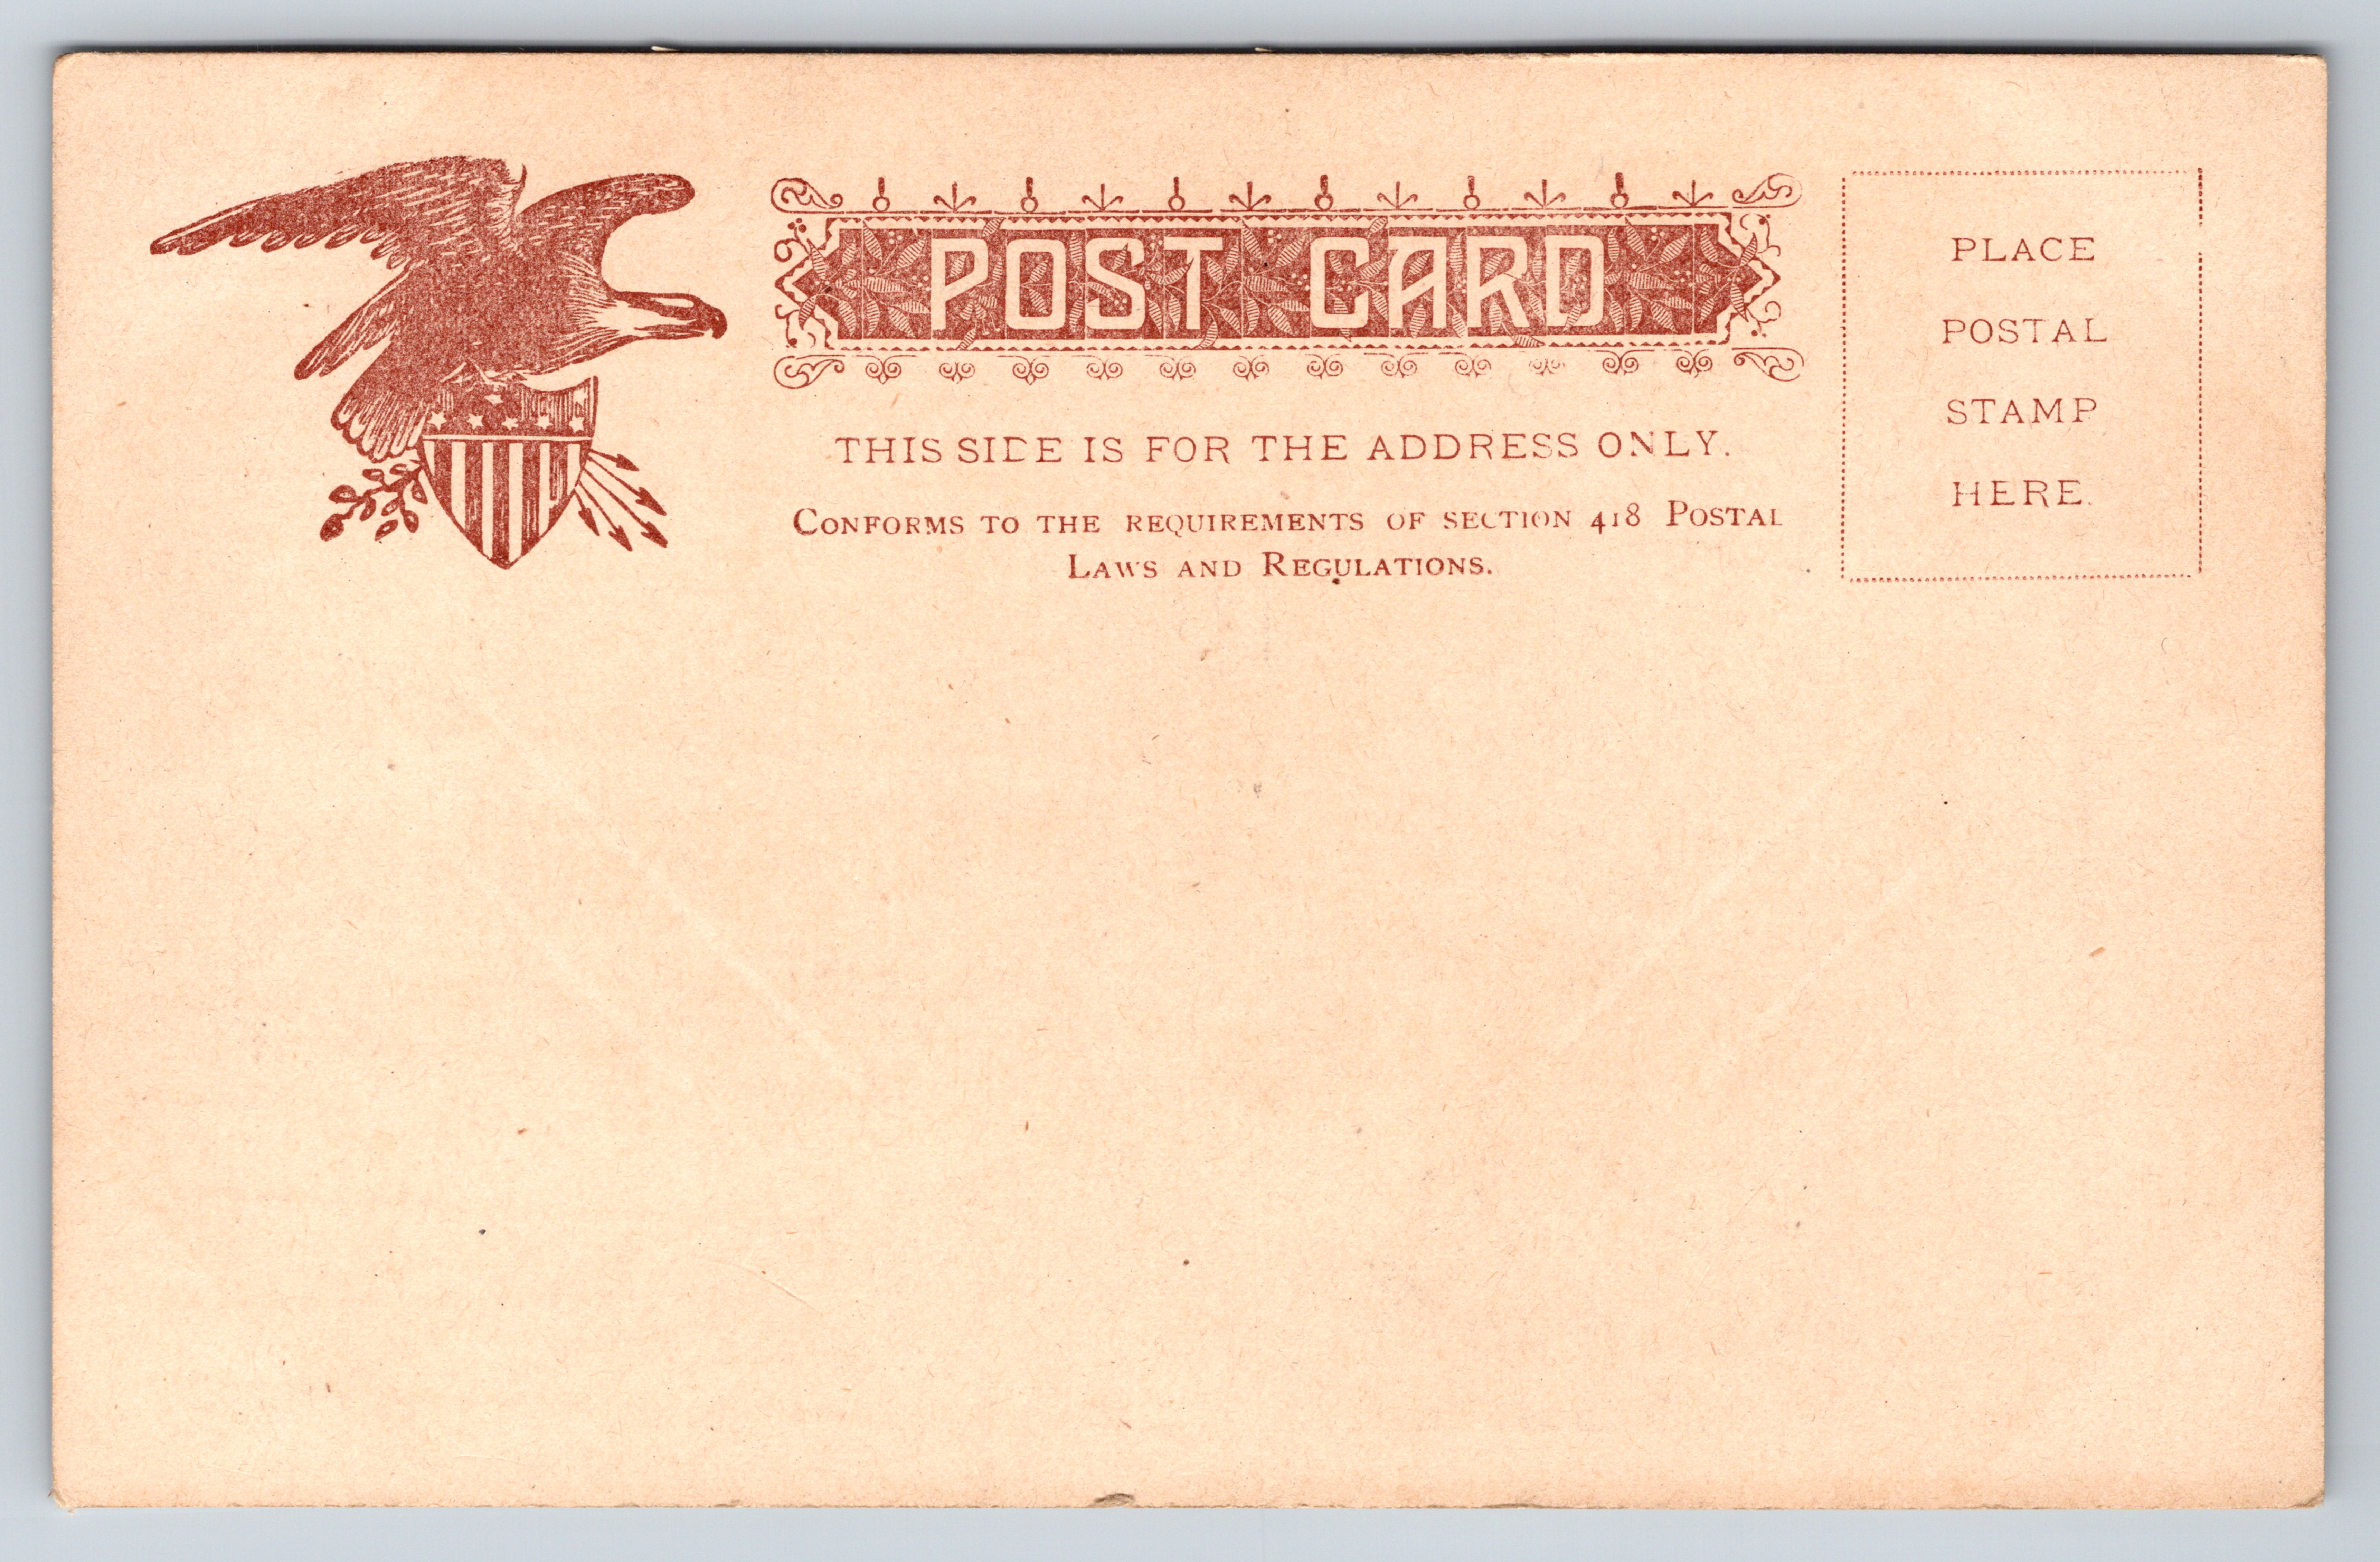 POST CARD
THIS SIDE IS FOR THE ADDRESS ONLY.
CONFORMS TO THE REQUIREMENTS OF SECTION 418 POSTAL
LAWS AND REGULATIONS.
PLACE
POSTAL
STAMP
HERE.